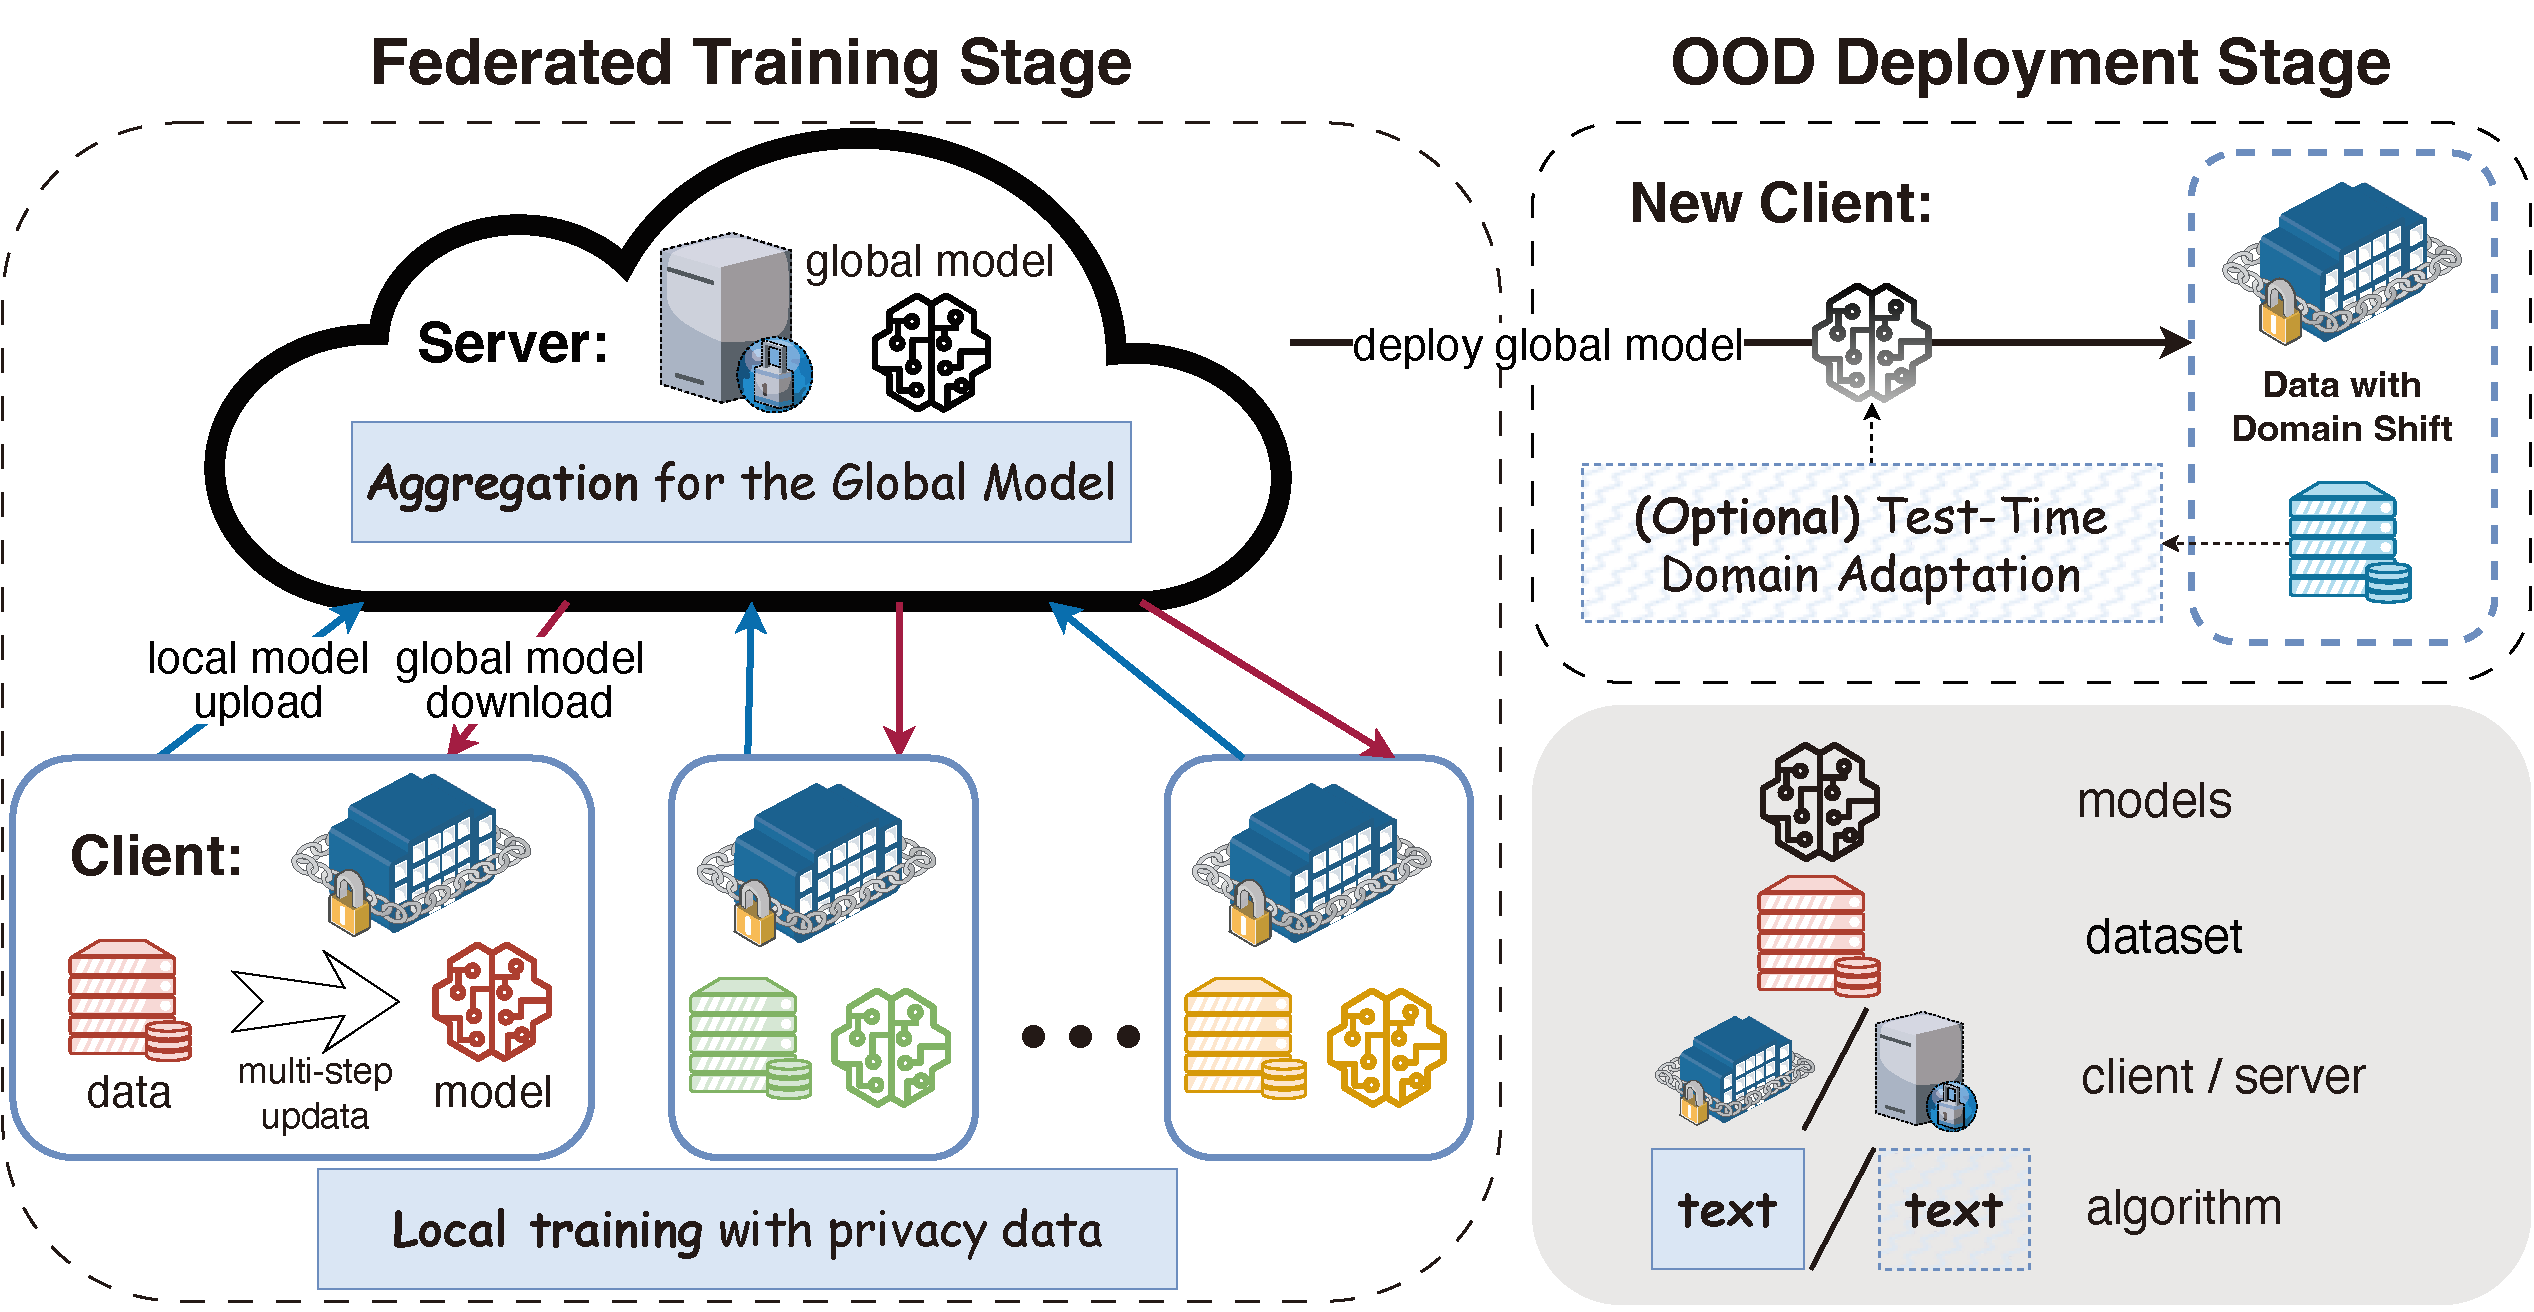 Federated Training Stage
global model
Server:
Aggregation for the Global Model
local model
upload
global model
download
Client:
data
multi-step
updata
model
Local training with privacy data
OOD Deployment Stage
New Client:
deploy global model
Data with
Domain Shift
(Optional) Test-Time
Domain Adaptation
models
dataset
client / server
text
text
algorithm